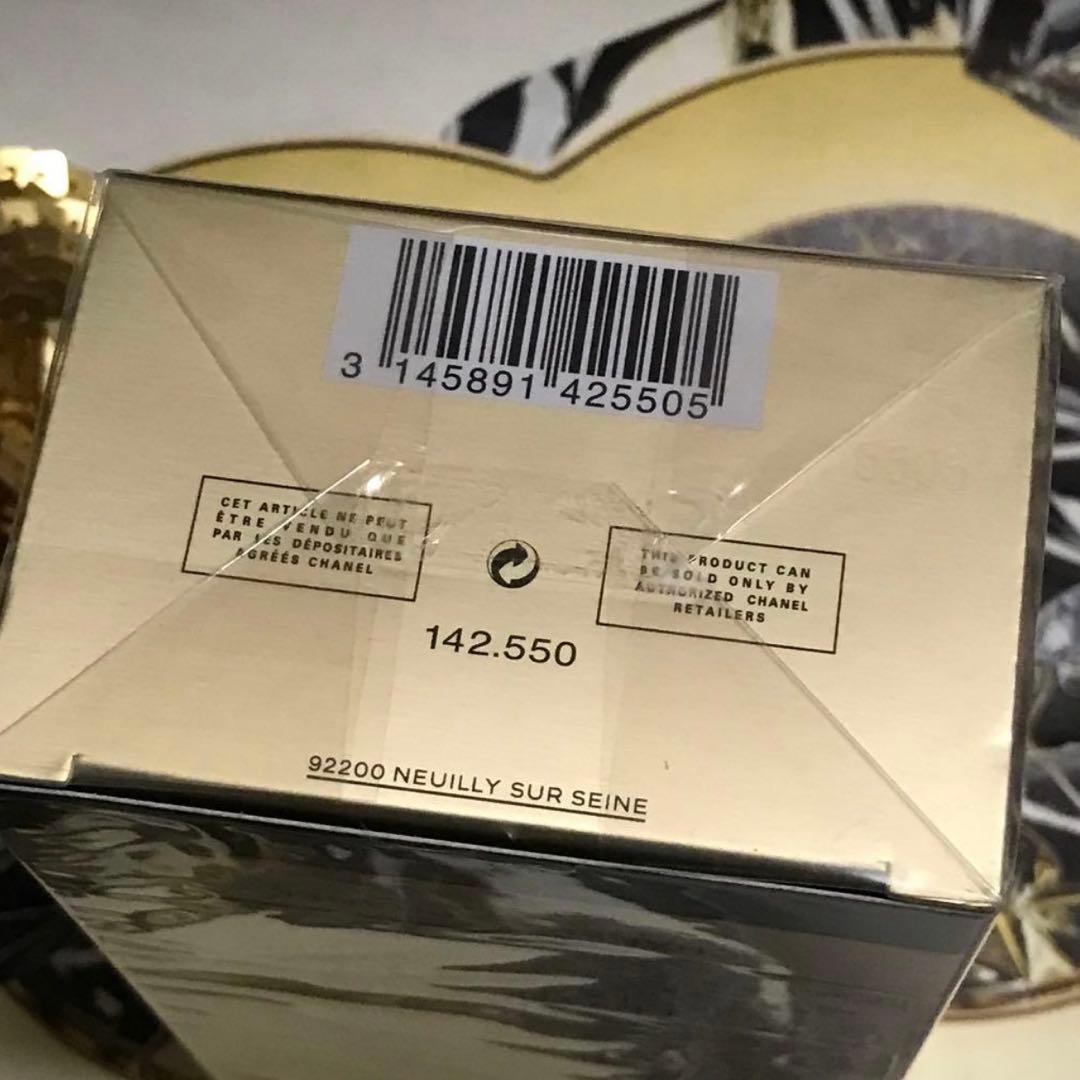 3 145891 425505
CET ARTICLE NE PEUT
ÊTRE VENDU QUE
PAR LES DÉPOSITAIRES
AGRÉÉS CHANEL
THIS PRODUCT CAN
BE SOLD ONLY BY
AUTHORIZED CHANEL
RETAILERS
142.550
92200 NEUILLY SUR SEINE